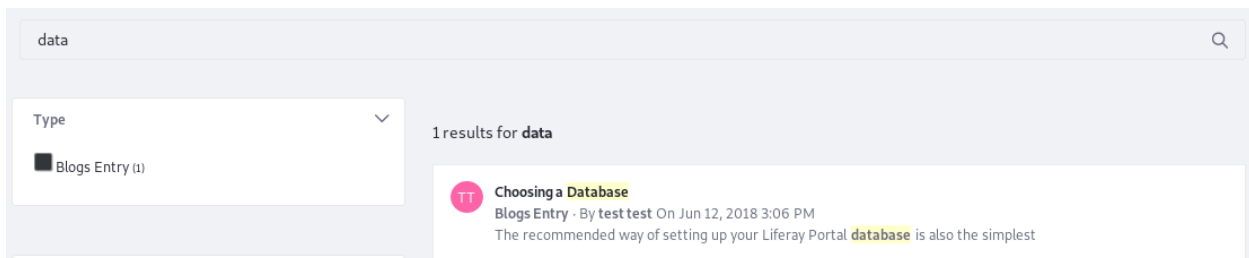 data
Type
Blogs Entry (1)
1 results for data
TT
Choosing a Database
Blogs Entry · By test test On Jun 12, 2018 3:06 PM
The recommended way of setting up your Liferay Portal database is also the simplest